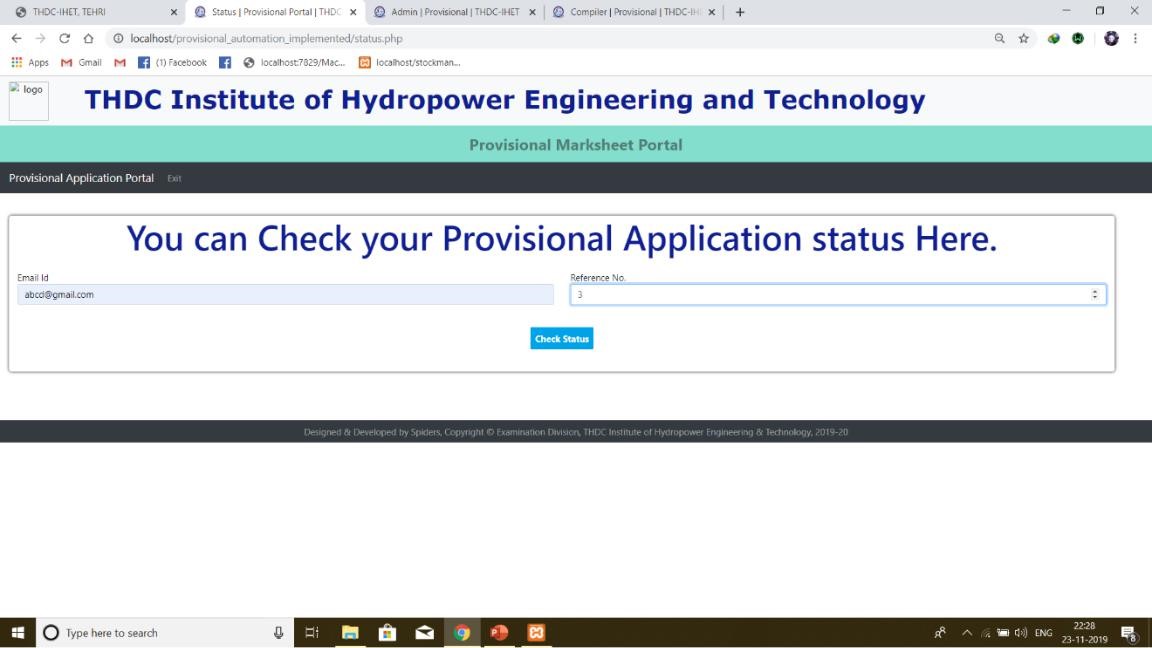 THDC-IHET, TEHRI
Status | Provisional Portal | THDC
Admin | Provisional | THDC-IHET
Compiler | Provisional | THDC-IH
localhost/provisional_automation_implemented/status.php
Apps
Gmail
(1) Facebook
localhost:7829/Mac...
localhost/stockman...
logo
THDC Institute of Hydropower Engineering and Technology
Provisional Marksheet Portal
Provisional Application Portal
Exit
You can Check your Provisional Application status Here.
Email Id
Reference No.
abcd@gmail.com
3
Check Status
Designed & Developed by Spiders, Copyright © Examination Division, THDC Institute of Hydropower Engineering & Technology, 2019-20
Type here to search
ENG
22:28
23-11-2019
8